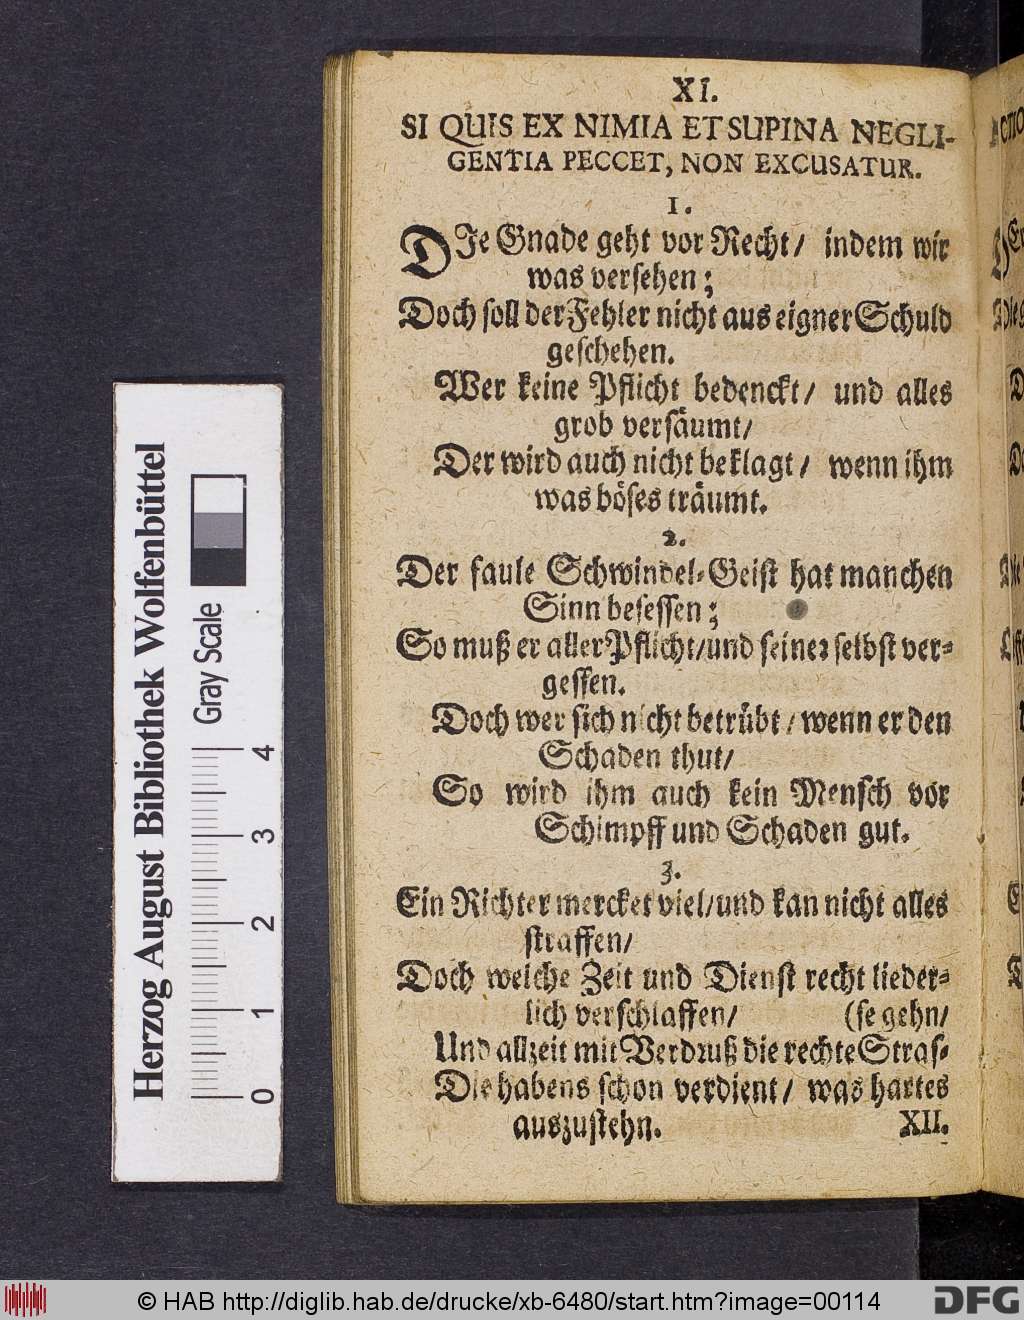 XI.
SI QUIS EX NIMIA ET SUPINA NEGLI-
GENTIA PECCET, NON EXCUSATUR.
1.
DIe Gnade geht vor Recht/ indem wir
was versehen;
Doch soll der Fehler nicht aus eigner Schuld
geschehen.
Wer keine Pflicht bedenckt/ und alles
grob versäumt/
Der wird auch nicht beklagt/ wenn ihm
was böses träumt.
2.
Der faule Schwindel-Geist hat manchen
Sinn besessen;
So muß er aller Pflicht/und seiner selbst ver-
gessen.
Doch wer sich nicht betrübt/wenn er den
Schaden thut/
So wird ihm auch kein Mensch vor
Schimpff und Schaden gut.
3.
Ein Richter mercket viel/und kan nicht alles
straffen/
Doch welche Zeit und Dienst recht lieder-
lich verschlaffen/ (se gehn/
Und allzeit mit Verdruß die rechte Stras-
Die habens schon verdient/ was hartes
auszustehn. XII.
Herzog August Bibliothek Wolfenbüttel
Gray Scale
0 1 2 3 4
© HAB http://diglib.hab.de/drucke/xb-6480/start.htm?image=00114
DFG